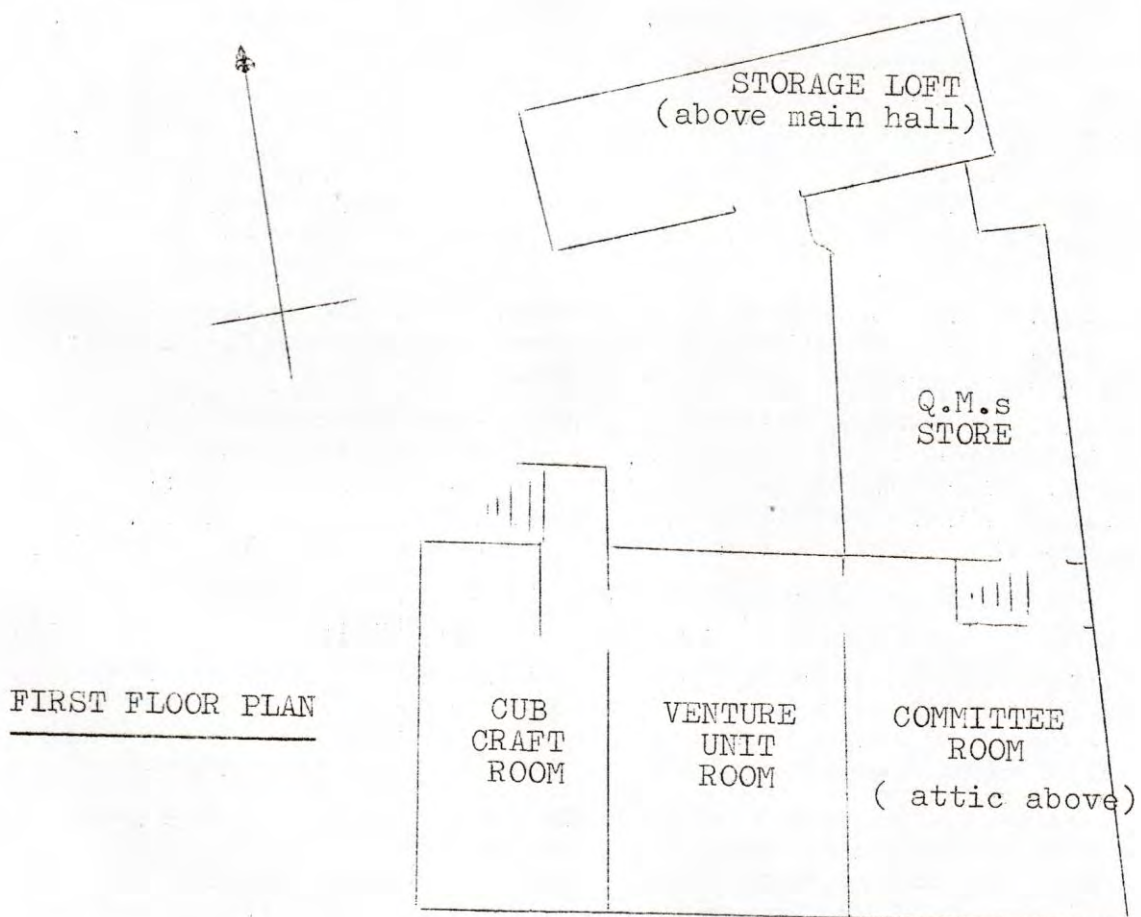 STORAGE LOFT
(above main hall)
Q.M.s
STORE
FIRST FLOOR PLAN
CUB
CRAFT
ROOM
VENTURE
UNIT
ROOM
COMMITTEE
ROOM
( attic above)